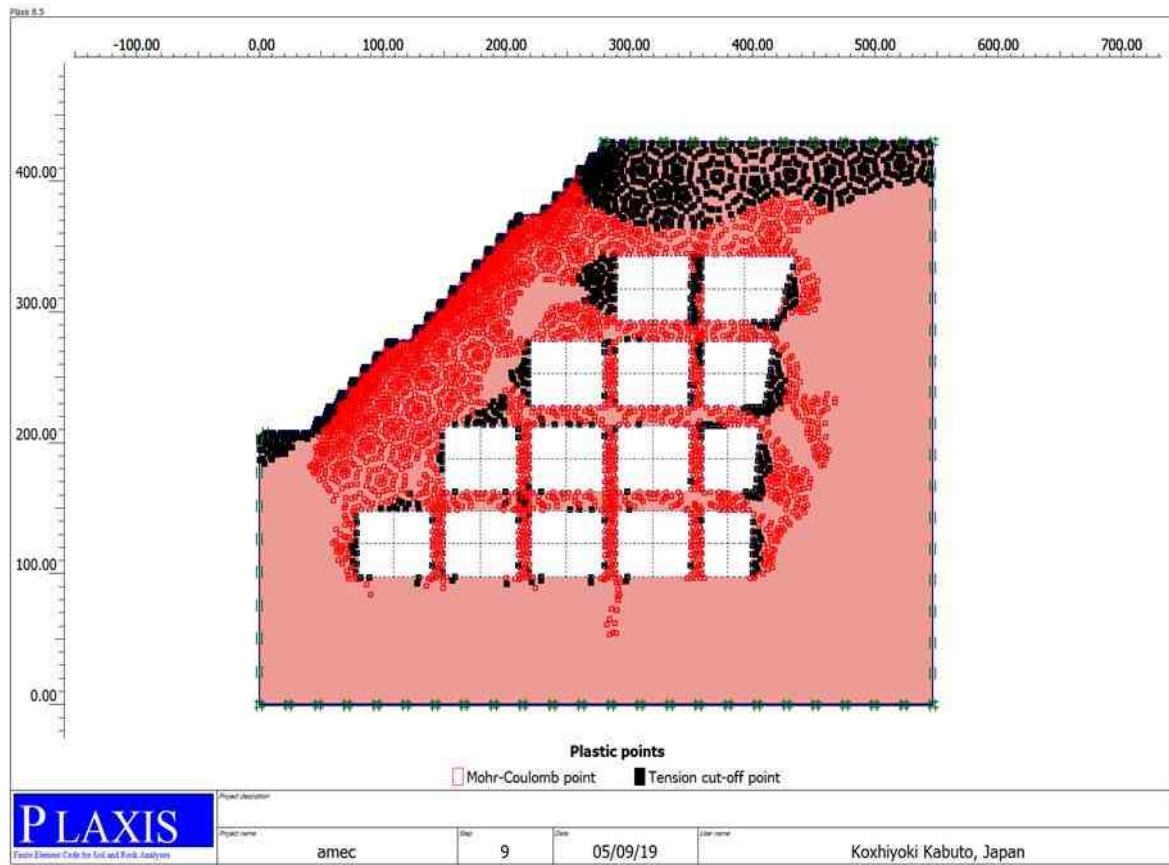 Plaxis 8.5
-100.00 0.00 100.00 200.00 300.00 400.00 500.00 600.00 700.00
400.00
300.00
200.00
100.00
0.00
Plastic points
Mohr-Coulomb point Tension cut-off point
PLAXIS
Finite Element Code for Soil and Rock Analyses
Project description
Project name
amec
Step
9
Date
05/09/19
User name
Koxhiyoki Kabuto, Japan